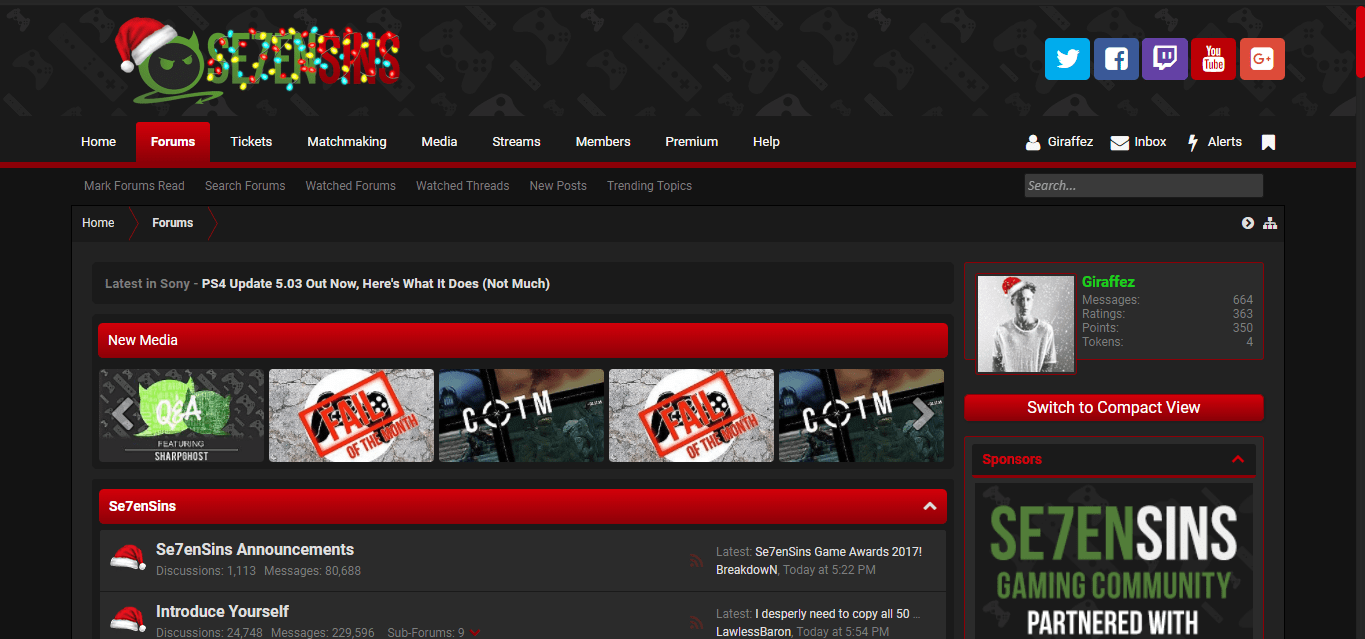 SE7ENSINS
You
Tube
G+
Home Forums Tickets Matchmaking Media Streams Members Premium Help Giraffez Inbox Alerts
Mark Forums Read Search Forums Watched Forums Watched Threads New Posts Trending Topics Search...
Home Forums
Latest in Sony - PS4 Update 5.03 Out Now, Here's What It Does (Not Much)
Giraffez
Messages: 664
Ratings: 363
Points: 350
Tokens: 4
New Media
Q&A
FEATURING
SHARPGHOST
FAIL
OF THE MONTH
COTM
FAIL
OF THE MONTH
COTM
Switch to Compact View
Sponsors
SE7ENSINS
GAMING COMMUNITY
PARTNERED WITH
Se7enSins
Se7enSins Announcements
Discussions: 1,113 Messages: 80,688
Latest: Se7enSins Game Awards 2017!
BreakdowN, Today at 5:22 PM
Introduce Yourself
Discussions: 24,748 Messages: 229,596 Sub-Forums: 9
Latest: I desperly need to copy all 50 ...
LawlessBaron, Today at 5:54 PM